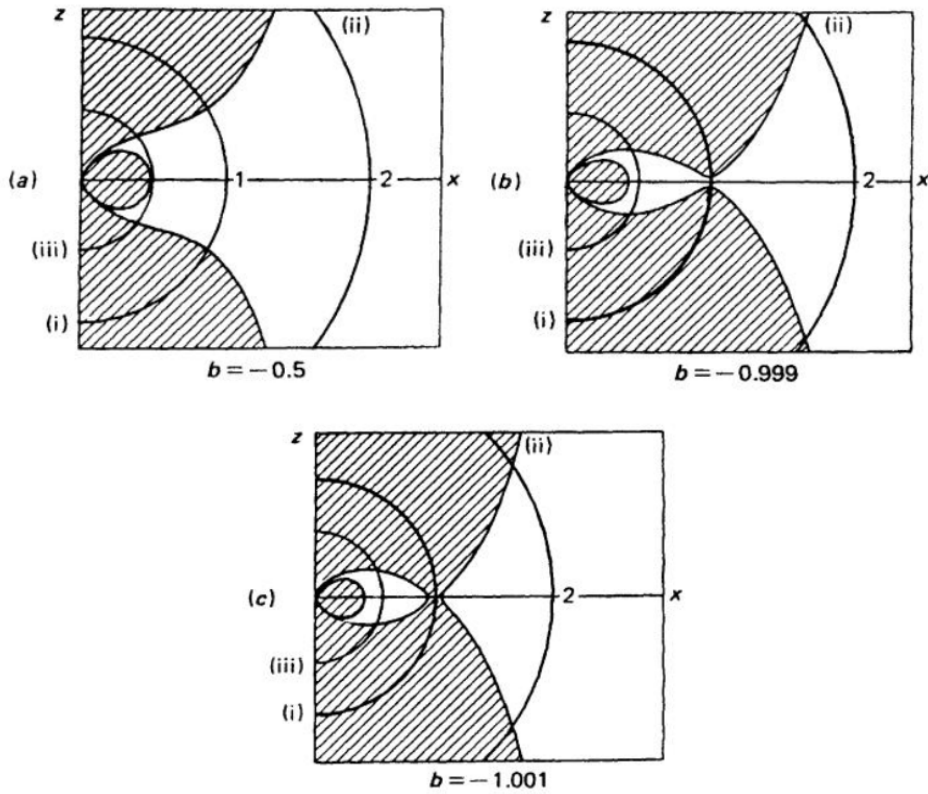 z
(ii)
(a)
1
2
x
(iii)
(i)
b = −0.5
z
(ii)
(b)
2
x
(iii)
(i)
b = −0.999
z
(ii)
(c)
2
x
(iii)
(i)
b = −1.001